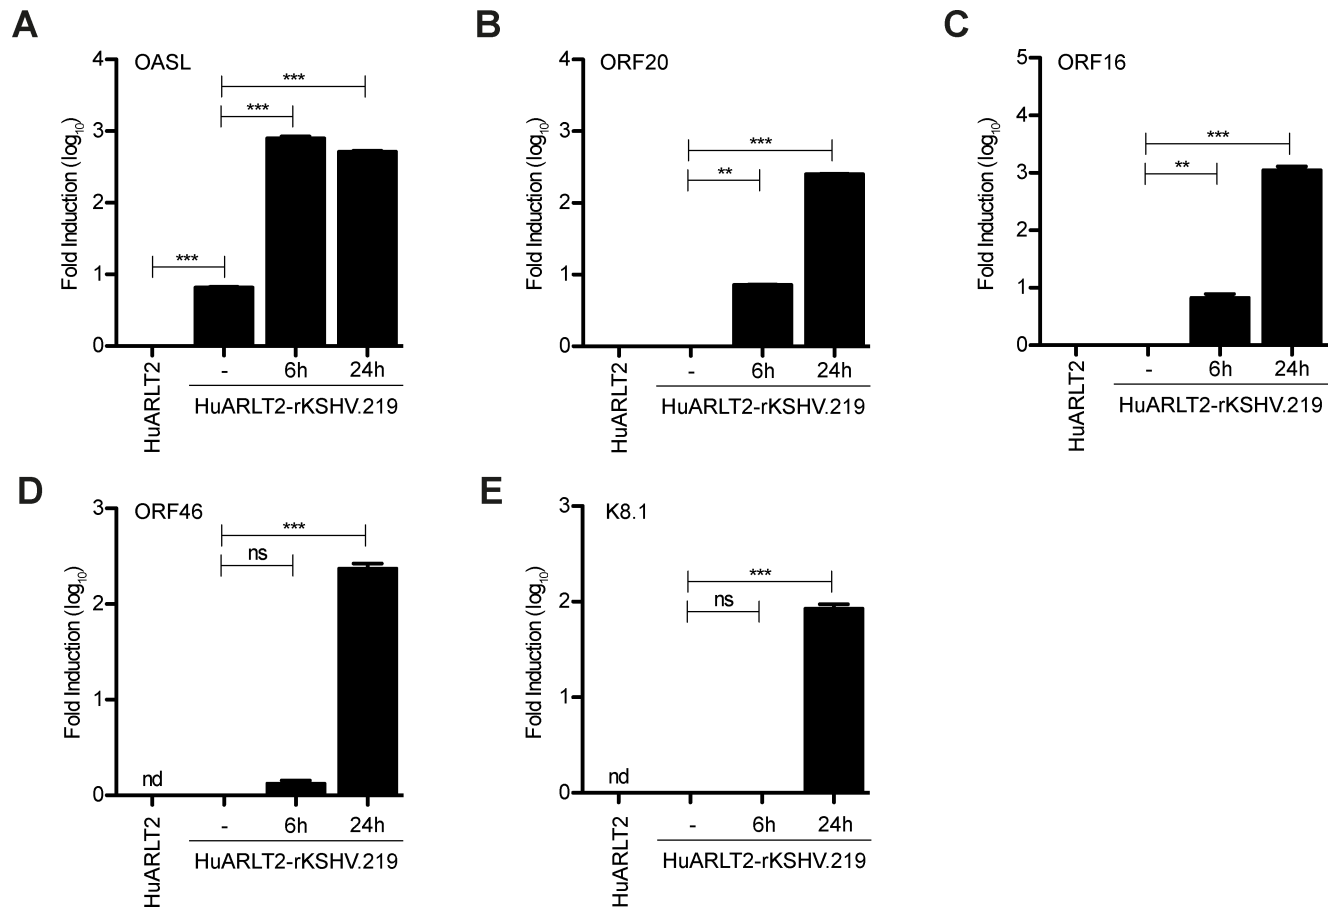 A
OASL
Fold Induction (log10)
4
3
2
1
0
***
***
***
HuARLT2
-
6h
24h
HuARLT2-rKSHV.219
B
ORF20
Fold Induction (log10)
4
3
2
1
0
***
**
HuARLT2
-
6h
24h
HuARLT2-rKSHV.219
C
ORF16
Fold Induction (log10)
5
4
3
2
1
0
***
**
HuARLT2
-
6h
24h
HuARLT2-rKSHV.219
D
ORF46
Fold Induction (log10)
3
2
1
0
***
ns
nd
HuARLT2
-
6h
24h
HuARLT2-rKSHV.219
E
K8.1
Fold Induction (log10)
3
2
1
0
***
ns
nd
HuARLT2
-
6h
24h
HuARLT2-rKSHV.219